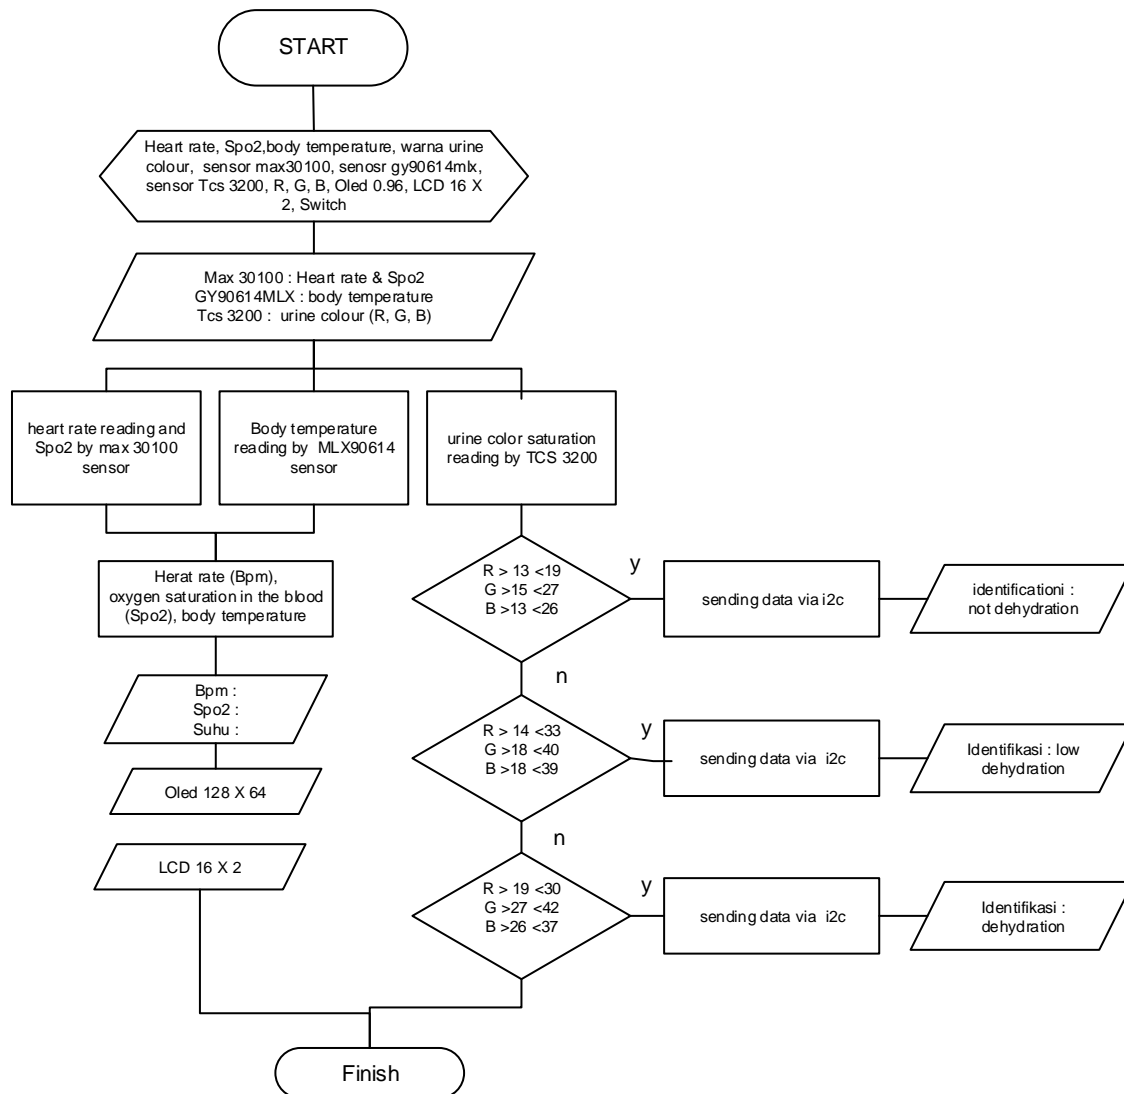 START
Heart rate, Spo2,body temperature, warna urine
colour, sensor max30100, senosr gy90614mlx,
sensor Tcs 3200, R, G, B, Oled 0.96, LCD 16 X
2, Switch
Max 30100 : Heart rate & Spo2
GY90614MLX : body temperature
Tcs 3200 : urine colour (R, G, B)
heart rate reading and
Spo2 by max 30100
sensor
Body temperature
reading by MLX90614
sensor
urine color saturation
reading by TCS 3200
Herat rate (Bpm),
oxygen saturation in the blood
(Spo2), body temperature
Bpm :
Spo2 :
Suhu :
Oled 128 X 64
LCD 16 X 2
R > 13 <19
G >15 <27
B >13 <26
y
sending data via i2c
identificationi :
not dehydration
n
R > 14 <33
G >18 <40
B >18 <39
y
sending data via i2c
Identifikasi : low
dehydration
n
R > 19 <30
G >27 <42
B >26 <37
y
sending data via i2c
Identifikasi :
dehydration
Finish